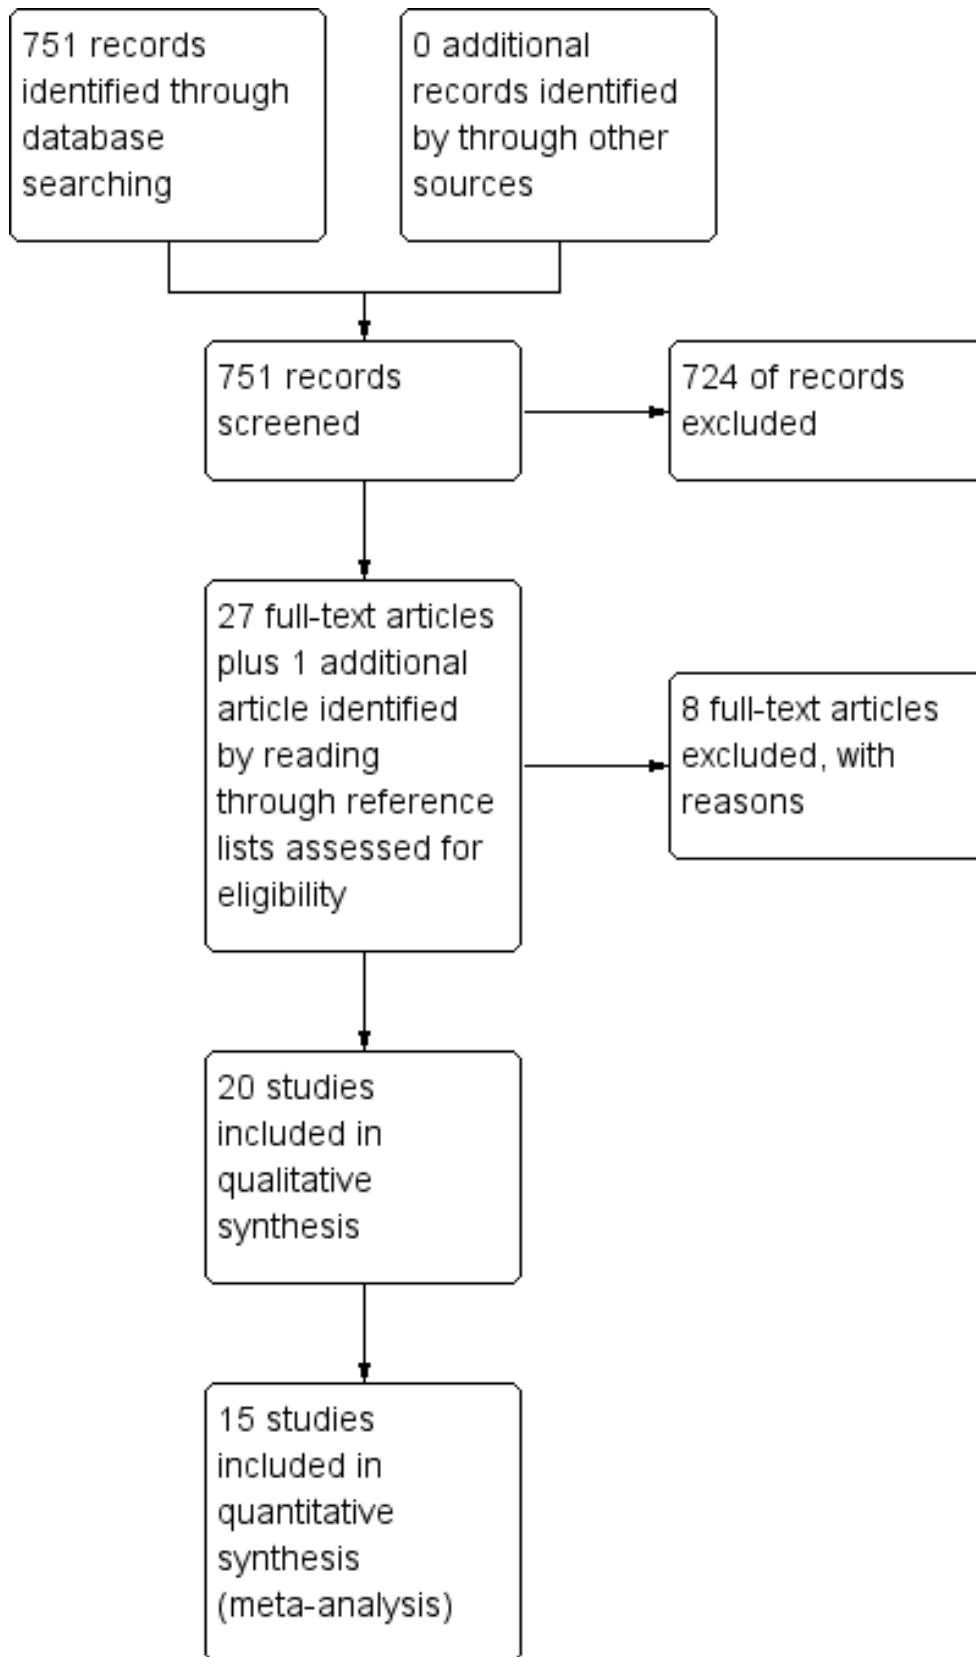 751 records
identified through
database
searching
0 additional
records identified
by through other
sources
751 records
screened
724 of records
excluded
27 full-text articles
plus 1 additional
article identified
by reading
through reference
lists assessed for
eligibility
8 full-text articles
excluded, with
reasons
20 studies
included in
qualitative
synthesis
15 studies
included in
quantitative
synthesis
(meta-analysis)